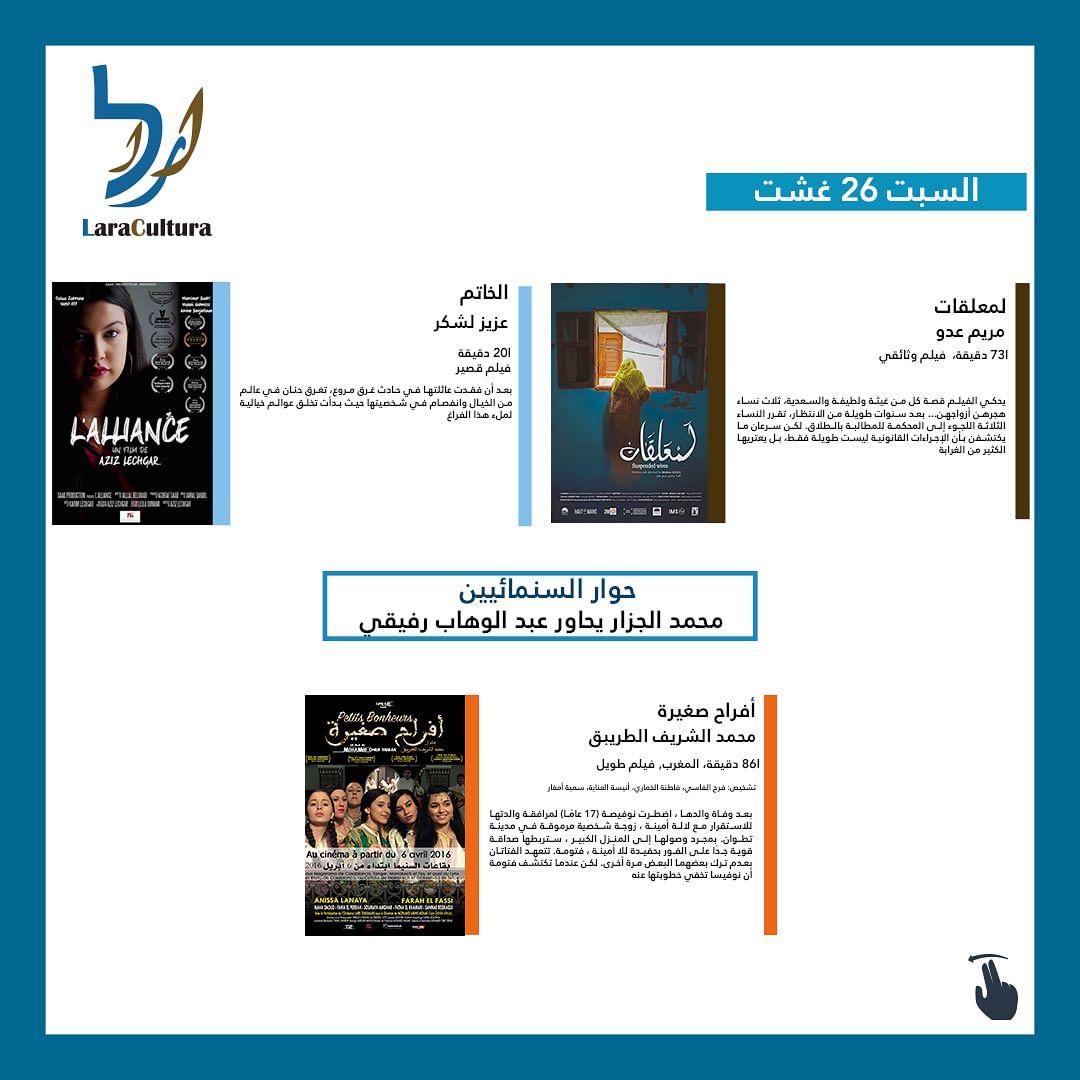 LaraCultura
السبت 26 غشت
لمعلقات
مريم عدو
73ا دقيقة، فيلم وثائقي
يحكي الفيلم قصة كل من غيثة ولطيفة والسعدية، ثلاث نساء
هجرهن أزواجهن... بعد سنوات طويلة من الانتظار، تقرر النساء
الثلاثة اللجوء إلى المحكمة للمطالبة بالطلاق. لكن سرعان ما
يكتشفن بأن الإجراءات القانونية ليست طويلة فقط، بل يعتريها
الكثير من الغرابة
لمعلقات
Suspended wives
الخاتم
عزيز لشكر
20ا دقيقة
فيلم قصير
بعد أن فقدت عائلتها في حادث غرق مروع، تغرق حنان في عالم
من الخيال وانفصام في شخصيتها حيث بدأت تخلق عوالم خيالية
لملء هذا الفراغ
L'ALLIANCE
UN FILM DE
AZIZ LECHGAR
حوار السنمائيين
محمد الجزار يحاور عبد الوهاب رفيقي
أفراح صغيرة
محمد الشريف الطريبق
86ا دقيقة، المغرب, فيلم طويل
تشخيص: فرح الفاسي، فاطنة الخماري، أنيسة العناية، سمية أمغار
بعد وفاة والدها ، اضطرت نوفيصة (17 عامًا) لمرافقة والدتها
للاستقرار مع لالة أمينة ، زوجة شخصية مرموقة في مدينة
تطوان. بمجرد وصولها إلى المنزل الكبير ، ستربطها صداقة
قوية جدًا على الفور بحفيدة للا أمينة ، فتومة. تتعهد الفتاتان
بعدم ترك بعضهما البعض مرة أخرى. لكن عندما تكتشف فتومة
أن نوفيسا تخفي خطوبتها عنه
Petits Bonheurs
أفراح صغيرة
Au cinéma à partir du 6 avril 2016
بقاعات السينما ابتداء من 6 أبريل 2016
ANISSA LANAYA
FARAH EL FASSI